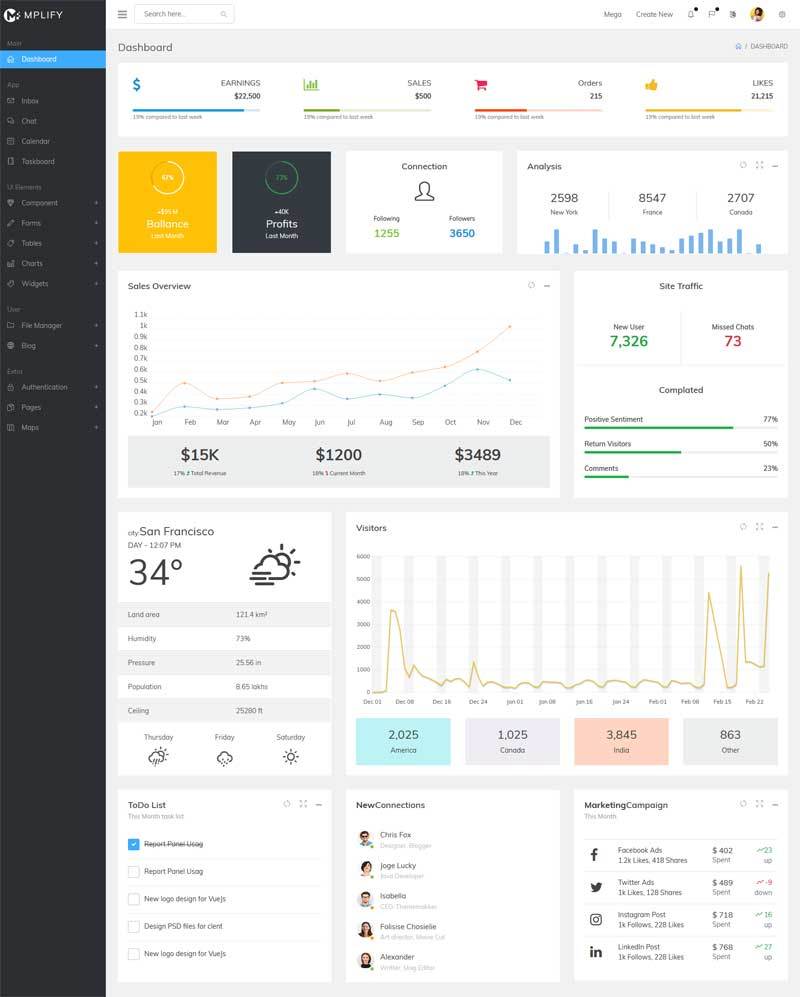 MPLIFY
Search here...
Mega
Create New
Main
Dashboard
App
Inbox
Chat
Calendar
Taskboard
UI Elements
Component +
Forms +
Tables +
Charts +
Widgets +
User
File Manager +
Blog +
Extra
Authentication +
Pages +
Maps +
Dashboard
/ DASHBOARD
EARNINGS
$22,500
19% compared to last week
SALES
$500
19% compared to last week
Orders
215
19% compared to last week
LIKES
21,215
19% compared to last week
Ballance
Last Month
73%
+40K
Profits
Last Month
Connection
Following
1255
Followers
3650
Analysis
2598
New York
8547
France
2707
Canada
Sales Overview
1.1k
1k
0.9k
0.8k
0.7k
0.6k
0.5k
0.4k
0.3k
0.2k
Jan Feb Mar Apr May Jun Jul Aug Sep Oct Nov Dec
$15K
17% Total Revenue
$1200
18% Current Month
$3489
18% This Year
Site Traffic
New User
7,326
Missed Chats
73
Complated
Positive Sentiment 77%
Return Visitors 50%
Comments 23%
city San Francisco
DAY - 12:07 PM
34°
Land area 121.4 km²
Humidity 73%
Pressure 25.56 in
Population 8.65 lakhs
Ceiling 25280 ft
Thursday
Friday
Saturday
Visitors
6000
5000
4000
3000
2000
1000
0
Dec 01 Dec 08 Dec 16 Dec 24 Jan 01 Jan 08 Jan 16 Jan 24 Feb 01 Feb 08 Feb 15 Feb 22
2,025
America
1,025
Canada
3,845
India
863
Other
ToDo List
This Month task list
Report Panel Usag
Report Panel Usag
New logo design for VueJs
Design PSD files for client
New logo design for VueJs
NewConnections
Chris Fox
Designer, Blogger
Joge Lucky
Java Developer
Isabella
CEO, Thememakker
Folisise Chosielie
Art director, Movie Cut
Alexander
Writter, Mag Editor
MarketingCampaign
This Month
Facebook Ads
1.2k Likes, 418 Shares
$ 402
Spent
23
up
Twitter Ads
1k Likes, 128 Shares
$ 489
Spent
-9
down
Instagram Post
1k Follows, 228 Likes
$ 718
Spent
16
up
LinkedIn Post
1k Follows, 228 Likes
$ 768
Spent
27
up